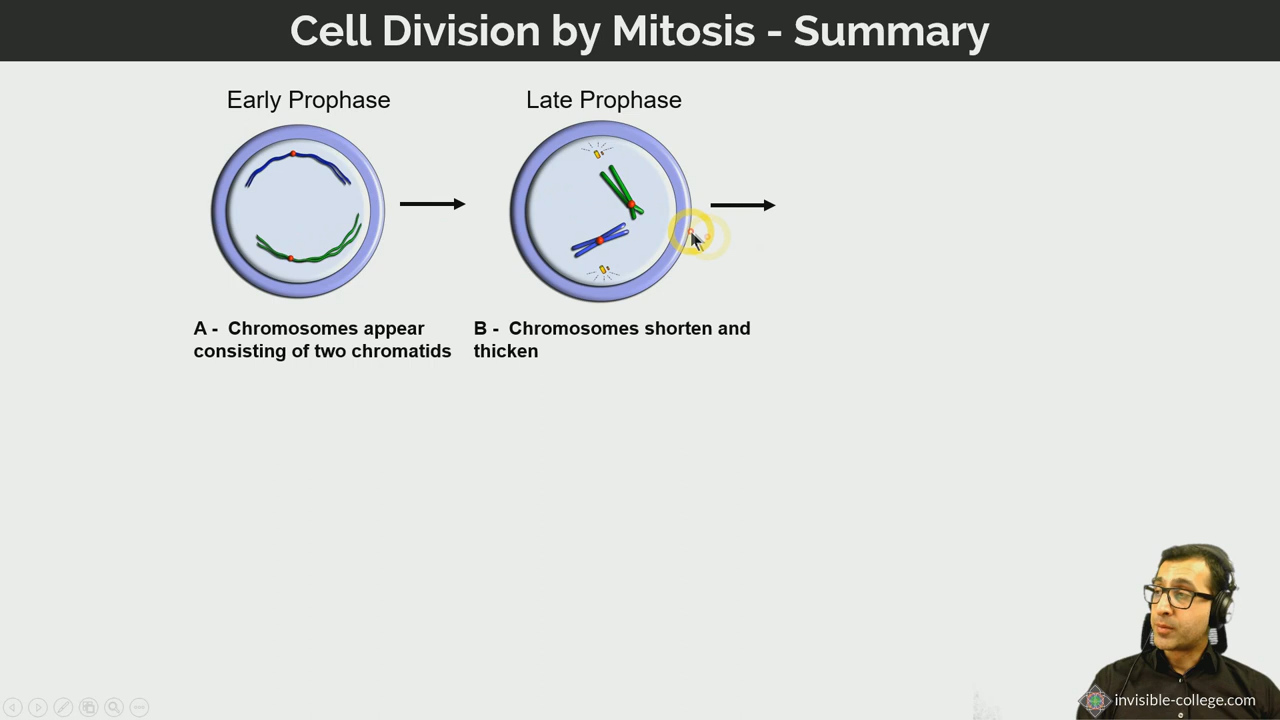 Cell Division by Mitosis - Summary
Early Prophase
Late Prophase
A - Chromosomes appear
consisting of two chromatids
B - Chromosomes shorten and
thicken
invisible-college.com